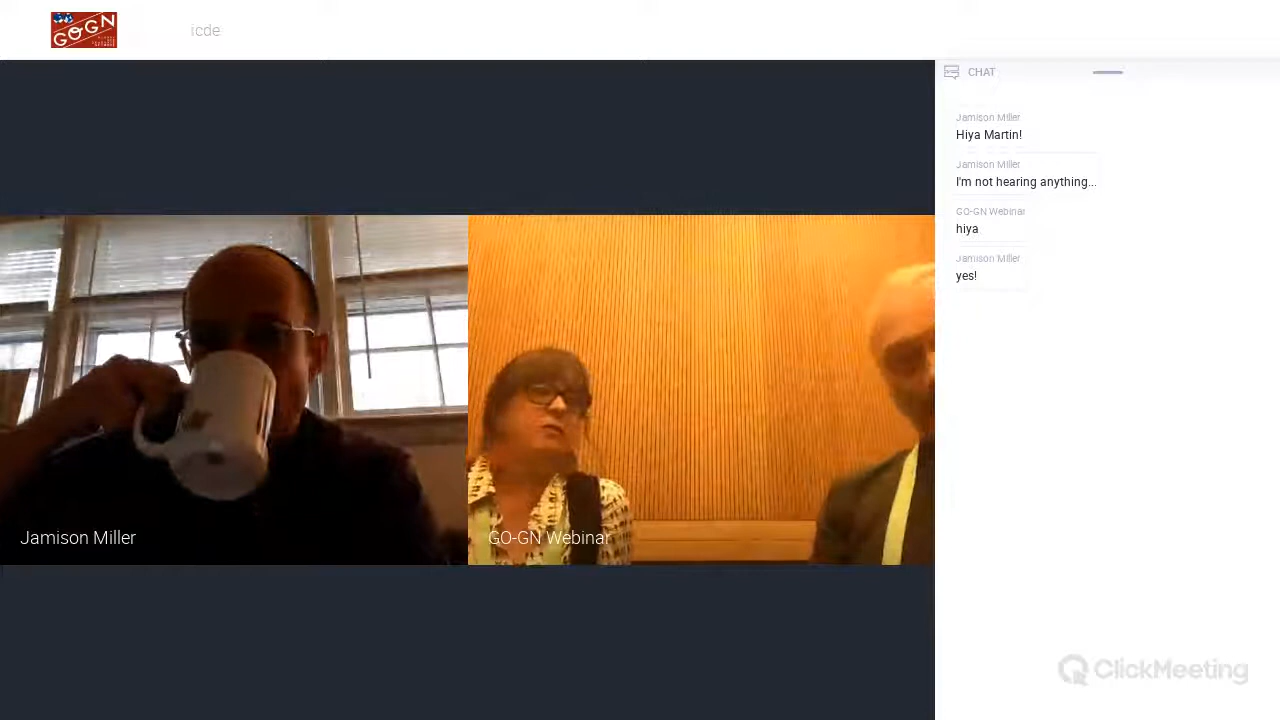 GO-GN
icde
CHAT
Jamison Miller
Hiya Martin!
Jamison Miller
I'm not hearing anything...
GO-GN Webinar
hiya
Jamison Miller
yes!
Jamison Miller
GO-GN Webinar
ClickMeeting